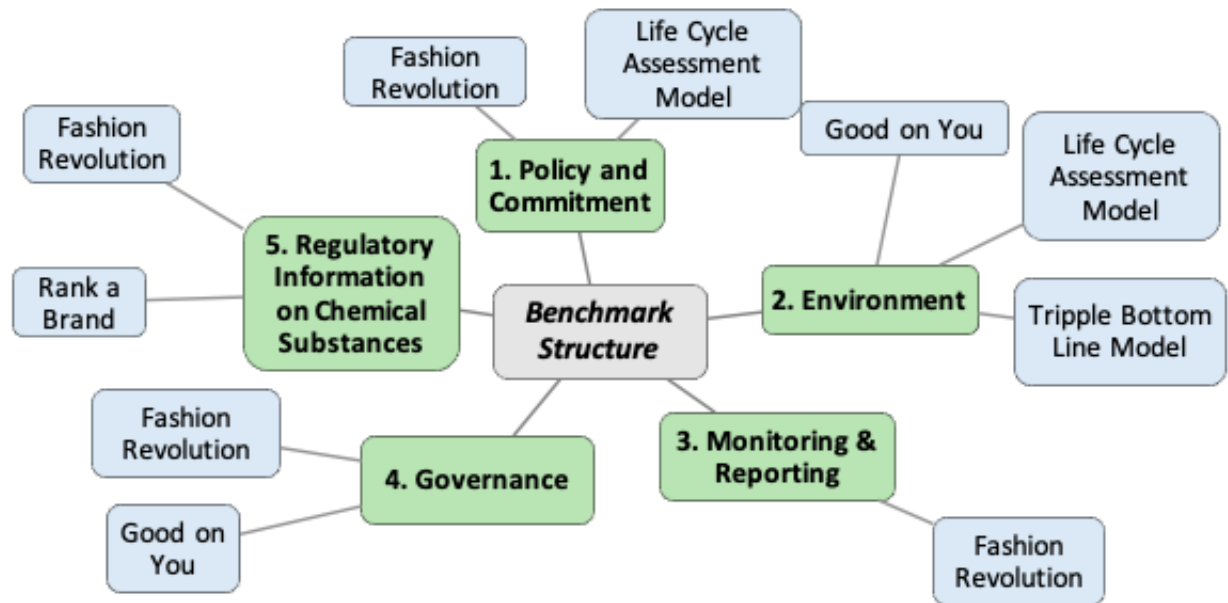 Fashion
Revolution
Life Cycle
Assessment
Model
1. Policy and
Commitment
Good on You
Life Cycle
Assessment
Model
2. Environment
Tripple Bottom
Line Model
Benchmark
Structure
Fashion
Revolution
5. Regulatory
Information
on Chemical
Substances
Rank a
Brand
Fashion
Revolution
4. Governance
Good on
You
3. Monitoring &
Reporting
Fashion
Revolution